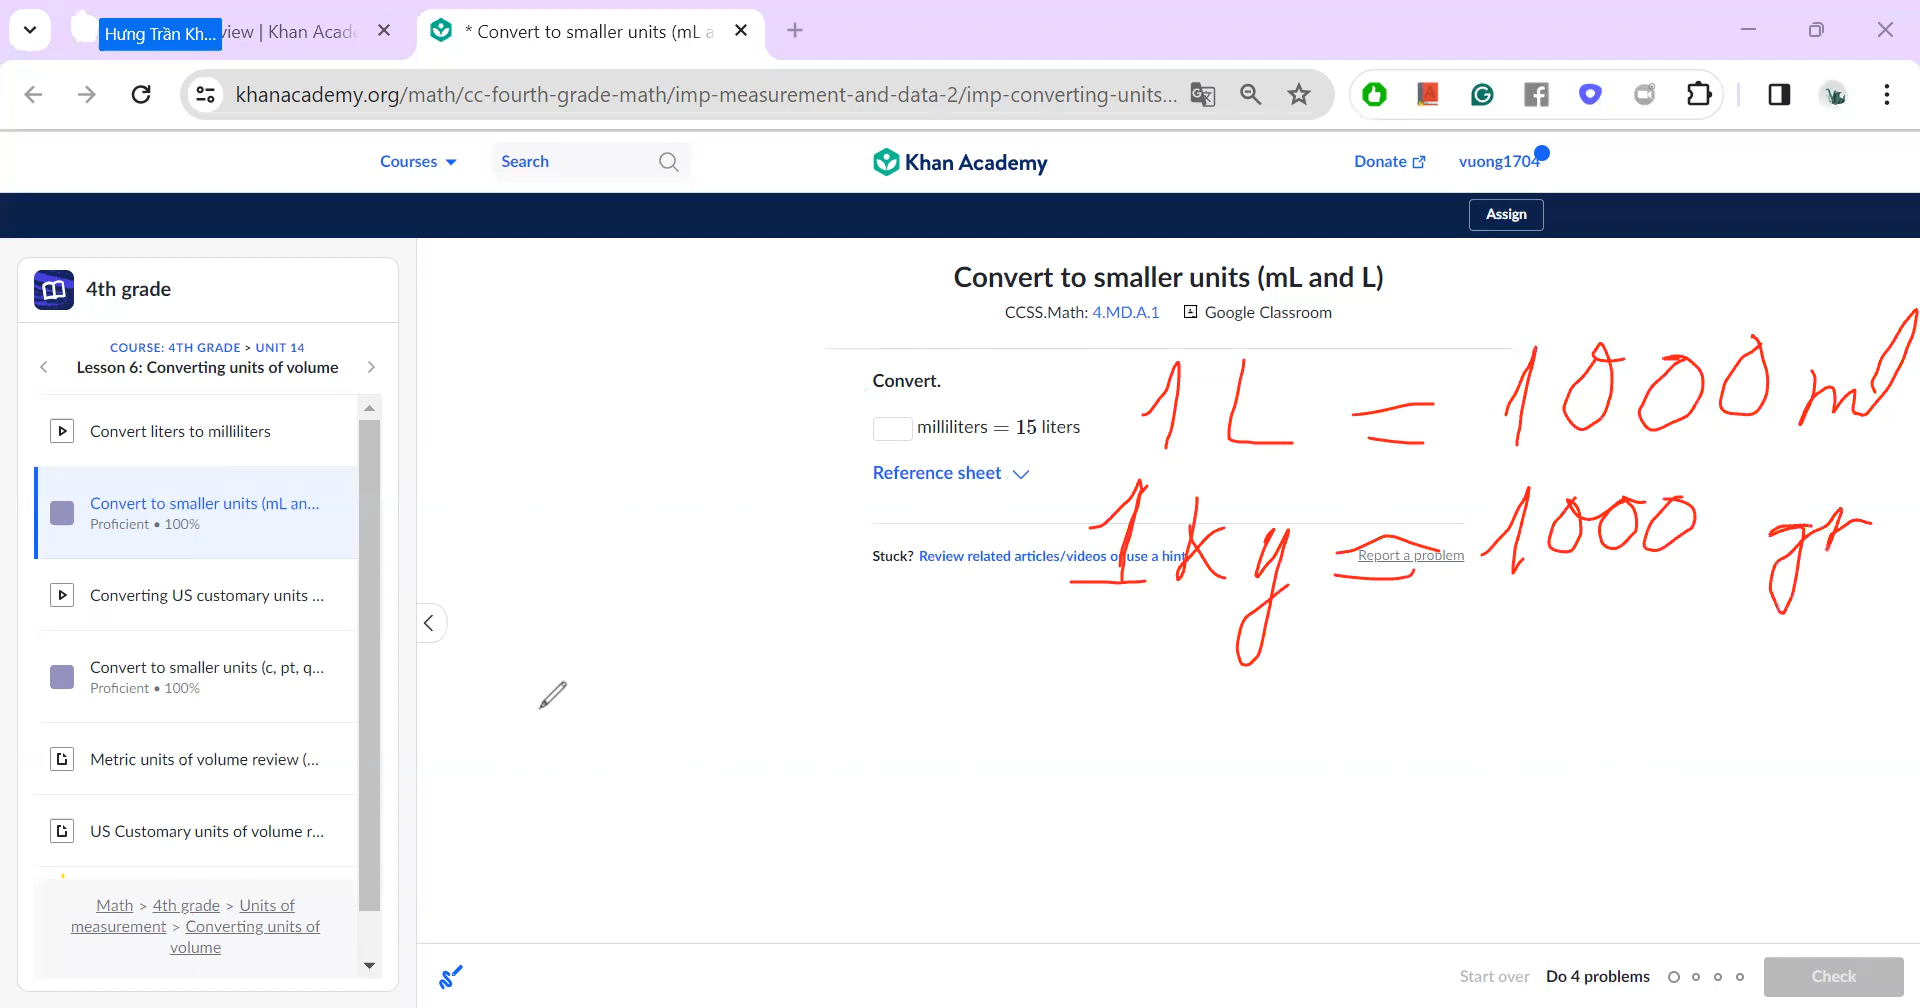 Hưng Trần Kh...
view | Khan Acade
* Convert to smaller units (mL a
khanacademy.org/math/cc-fourth-grade-math/imp-measurement-and-data-2/imp-converting-units...
Courses
Search
Khan Academy
Donate
vuong1704
Assign
4th grade
COURSE: 4TH GRADE > UNIT 14
Lesson 6: Converting units of volume
Convert liters to milliliters
Convert to smaller units (mL an...
Proficient • 100%
Converting US customary units ...
Convert to smaller units (c, pt, q...
Proficient • 100%
Metric units of volume review (...
US Customary units of volume r...
Math > 4th grade > Units of
measurement > Converting units of
volume
Convert to smaller units (mL and L)
CCSS.Math: 4.MD.A.1
Google Classroom
Convert.
milliliters = 15 liters
1 L = 1000 ml
Reference sheet
1 kg = 1000 gr
Stuck? Review related articles/videos or use a hint.
Report a problem
Start over
Do 4 problems
Check